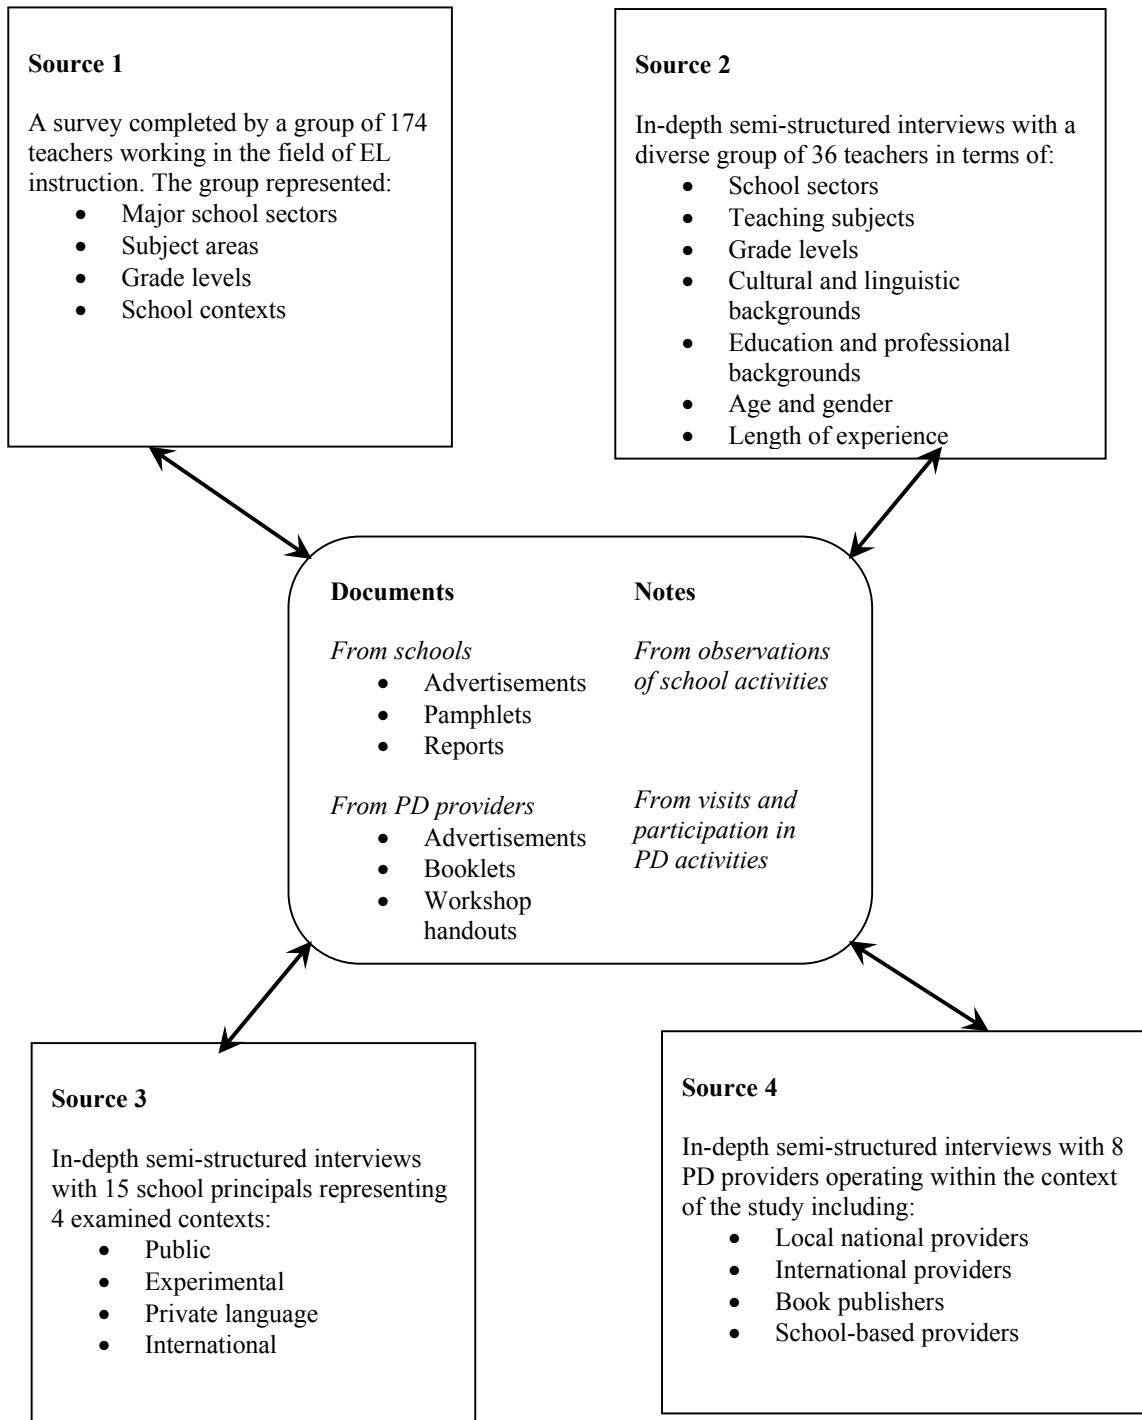 Source 1
A survey completed by a group of 174
teachers working in the field of EL
instruction. The group represented:
• Major school sectors
• Subject areas
• Grade levels
• School contexts
Source 2
In-depth semi-structured interviews with a
diverse group of 36 teachers in terms of:
• School sectors
• Teaching subjects
• Grade levels
• Cultural and linguistic
backgrounds
• Education and professional
backgrounds
• Age and gender
• Length of experience
Documents
From schools
• Advertisements
• Pamphlets
• Reports
From PD providers
• Advertisements
• Booklets
• Workshop
handouts
Notes
From observations
of school activities
From visits and
participation in
PD activities
Source 3
In-depth semi-structured interviews
with 15 school principals representing
4 examined contexts:
• Public
• Experimental
• Private language
• International
Source 4
In-depth semi-structured interviews with 8
PD providers operating within the context
of the study including:
• Local national providers
• International providers
• Book publishers
• School-based providers